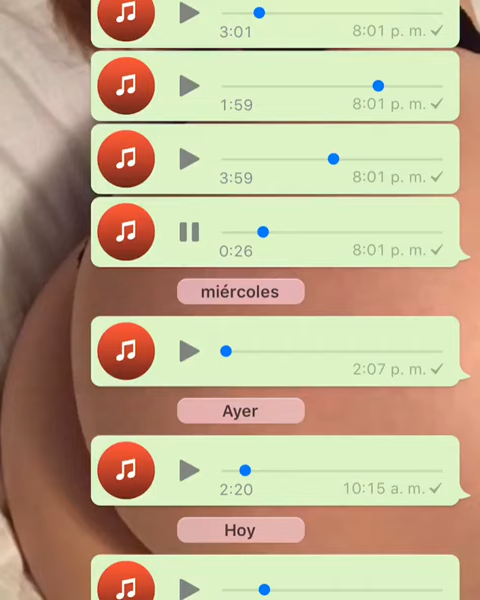 3:01 8:01 p. m.
1:59 8:01 p. m.
3:59 8:01 p. m.
0:26 8:01 p. m.
miércoles
2:07 p. m.
Ayer
2:20 10:15 a. m.
Hoy